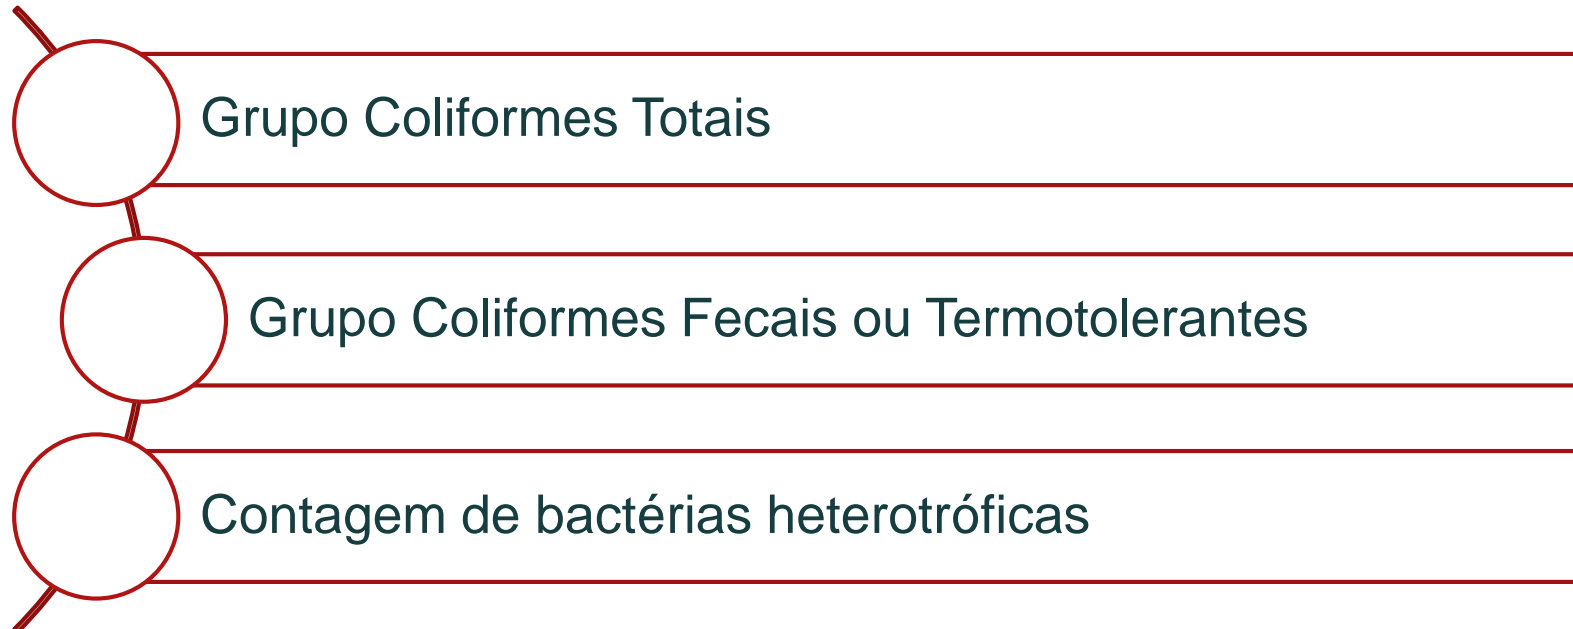 Grupo Coliformes Totais
Grupo Coliformes Fecais ou Termotolerantes
Contagem de bactérias heterotróficas